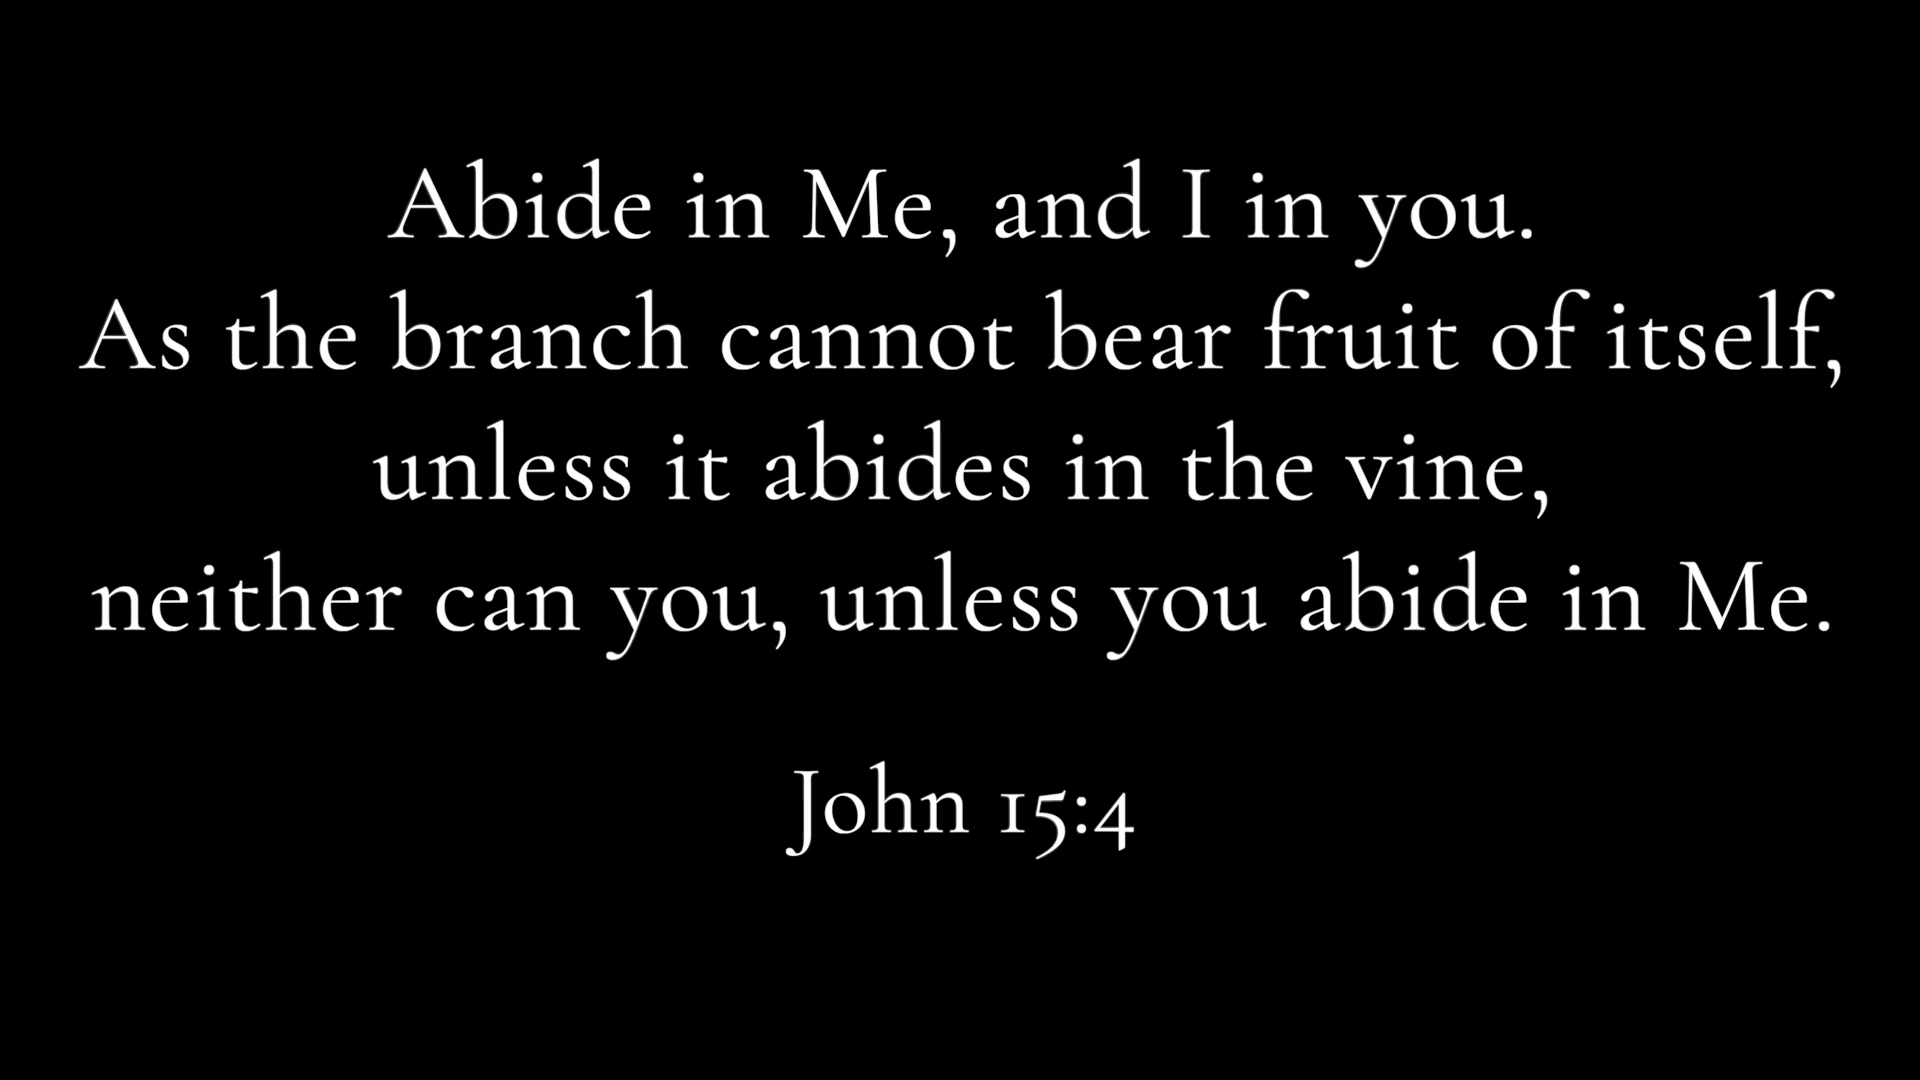 Abide in Me, and I in you.
As the branch cannot bear fruit of itself,
unless it abides in the vine,
neither can you, unless you abide in Me.
John 15:4